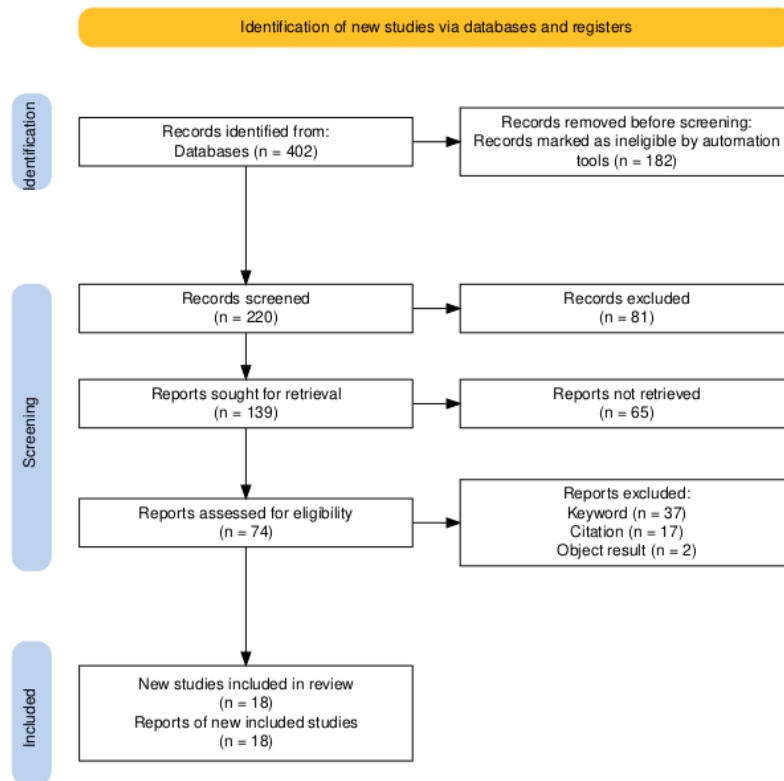 Identification of new studies via databases and registers
Identification
Records identified from:
Databases (n = 402)
Records removed before screening:
Records marked as ineligible by automation
tools (n = 182)
Screening
Records screened
(n = 220)
Records excluded
(n = 81)
Reports sought for retrieval
(n = 139)
Reports not retrieved
(n = 65)
Reports assessed for eligibility
(n = 74)
Reports excluded:
Keyword (n = 37)
Citation (n = 17)
Object result (n = 2)
Included
New studies included in review
(n = 18)
Reports of new included studies
(n = 18)